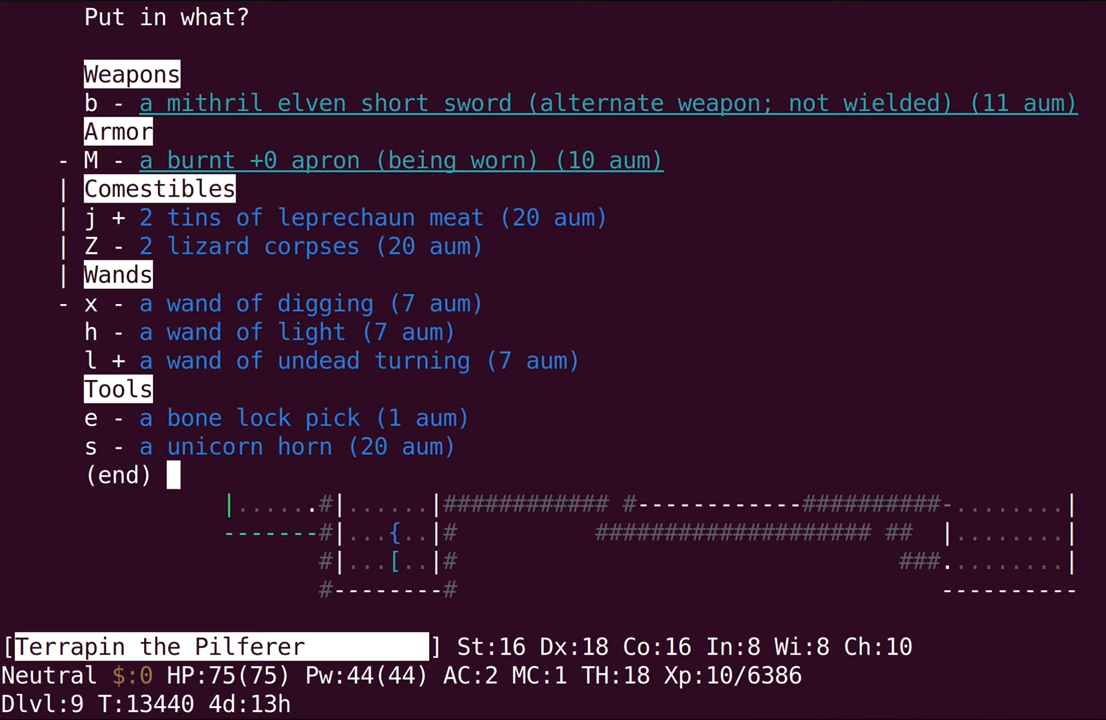 Put in what?
Weapons
b - a mithril elven short sword (alternate weapon; not wielded) (11 aum)
Armor
- M - a burnt +0 apron (being worn) (10 aum)
| Comestibles
| j + 2 tins of leprechaun meat (20 aum)
| Z - 2 lizard corpses (20 aum)
| Wands
- x - a wand of digging (7 aum)
h - a wand of light (7 aum)
l + a wand of undead turning (7 aum)
Tools
e - a bone lock pick (1 aum)
s - a unicorn horn (20 aum)
(end)
|......#|......|############ #------------##########-........|
-------#|...{..|#          #################### ##  |........|
#|...[..|#                                ###.........|
#--------#                                   ----------
[Terrapin the Pilferer          ] St:16 Dx:18 Co:16 In:8 Wi:8 Ch:10
Neutral $:0 HP:75(75) Pw:44(44) AC:2 MC:1 TH:18 Xp:10/6386
Dlvl:9 T:13440 4d:13h